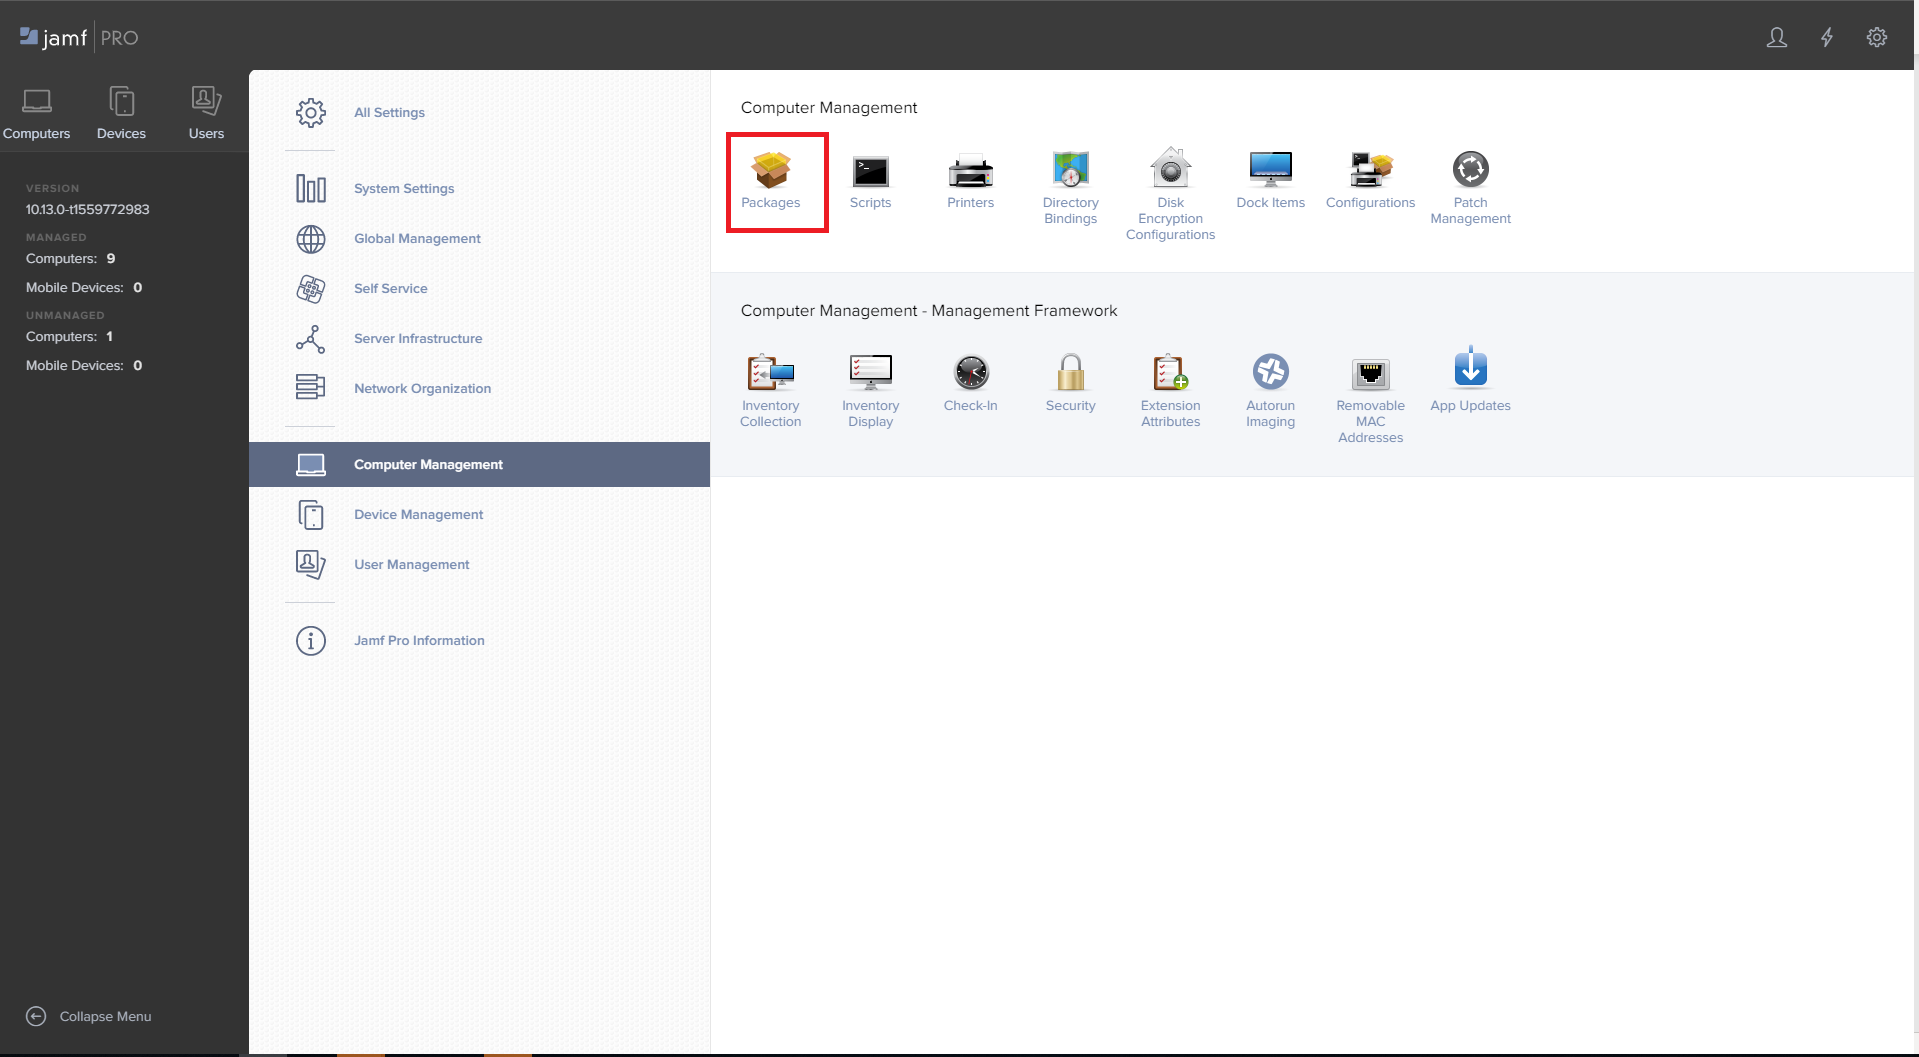 jamf PRO
Computers
Devices
Users
VERSION
10.13.0-t1559772983
MANAGED
Computers: 9
Mobile Devices: 0
UNMANAGED
Computers: 1
Mobile Devices: 0
Collapse Menu
All Settings
System Settings
Global Management
Self Service
Server Infrastructure
Network Organization
Computer Management
Device Management
User Management
Jamf Pro Information
Computer Management
Packages
Scripts
Printers
Directory
Bindings
Disk
Encryption
Configurations
Dock Items
Configurations
Patch
Management
Computer Management - Management Framework
Inventory
Collection
Inventory
Display
Check-In
Security
Extension
Attributes
Autorun
Imaging
Removable
MAC
Addresses
App Updates